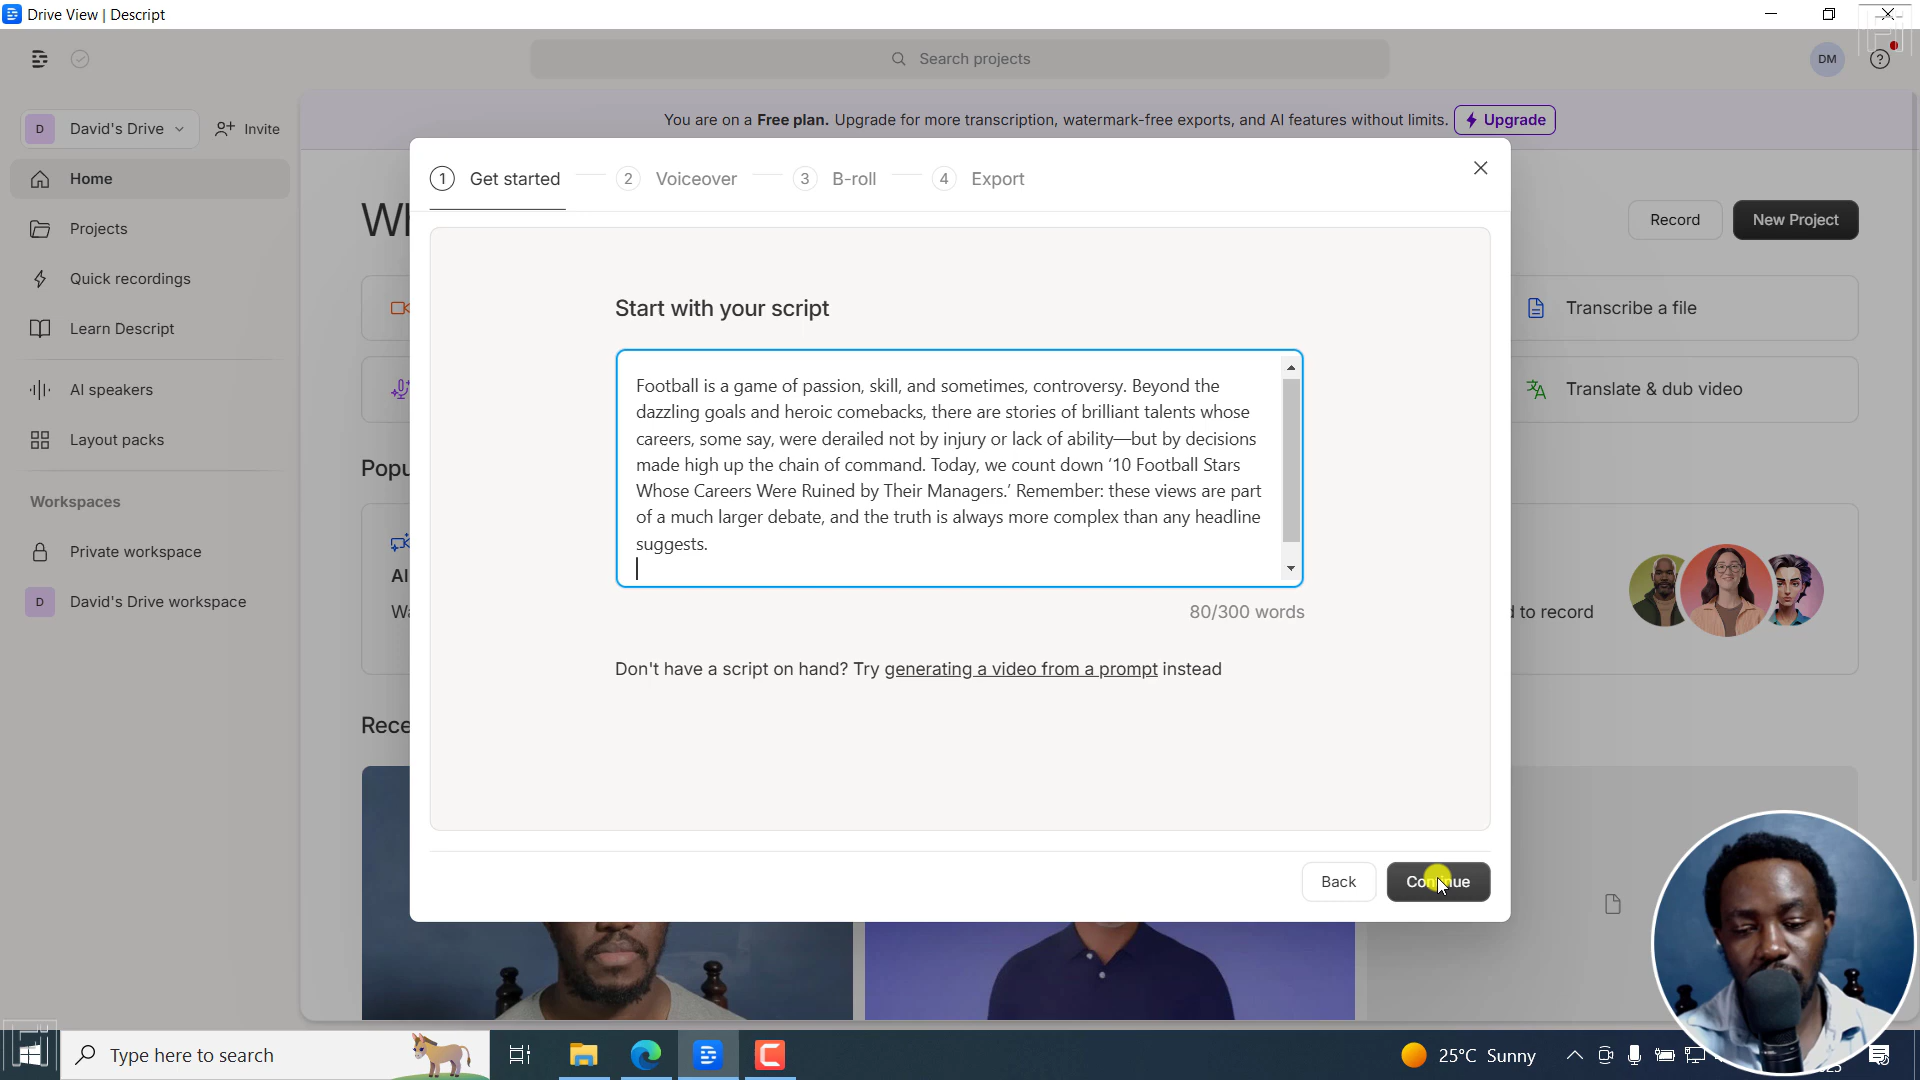 Drive View | Descript
Search projects
DM
D David's Drive
Invite
You are on a Free plan. Upgrade for more transcription, watermark-free exports, and AI features without limits.
Upgrade
1 Get started
2 Voiceover
3 B-roll
4 Export
Home
Projects
Quick recordings
Learn Descript
AI speakers
Layout packs
Workspaces
Private workspace
D David's Drive workspace
Record
New Project
Transcribe a file
Translate & dub video
Start with your script
Football is a game of passion, skill, and sometimes, controversy. Beyond the
dazzling goals and heroic comebacks, there are stories of brilliant talents whose
careers, some say, were derailed not by injury or lack of ability—but by decisions
made high up the chain of command. Today, we count down ‘10 Football Stars
Whose Careers Were Ruined by Their Managers.’ Remember: these views are part
of a much larger debate, and the truth is always more complex than any headline
suggests.
80/300 words
AI
to record
Don't have a script on hand? Try generating a video from a prompt instead
Back
Continue
Type here to search
25°C Sunny